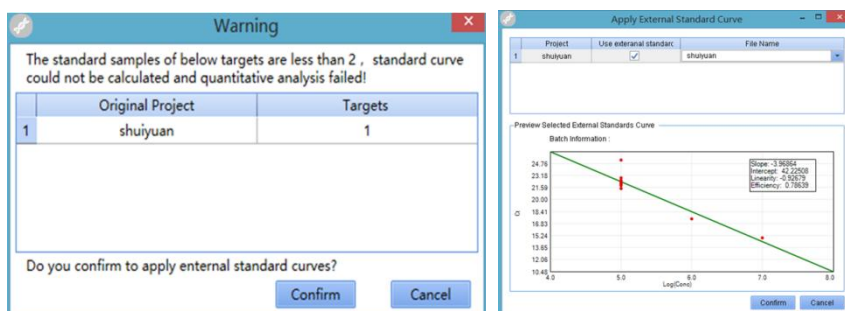 Warning
The standard samples of below targets are less than 2 , standard curve
could not be calculated and quantitative analysis failed!
Original Project Targets
1 shuiyuan 1
Do you confirm to apply enternal standard curves?
Confirm Cancel
Apply External Standard Curve
Project Use exteranal standarc File Name
1 shuiyuan shuiyuan
Preview Selected External Standards Curve
Batch Information :
Slope: -3.96864
Intercept: 42.22508
Linearity: -0.92679
Efficiency: 0.78639
24.76
23.18
21.59
20.00
18.41
16.83
15.24
13.65
12.06
10.48
Ct
4.0 5.0 6.0 7.0 8.0
Log(Conc)
Confirm Cancel